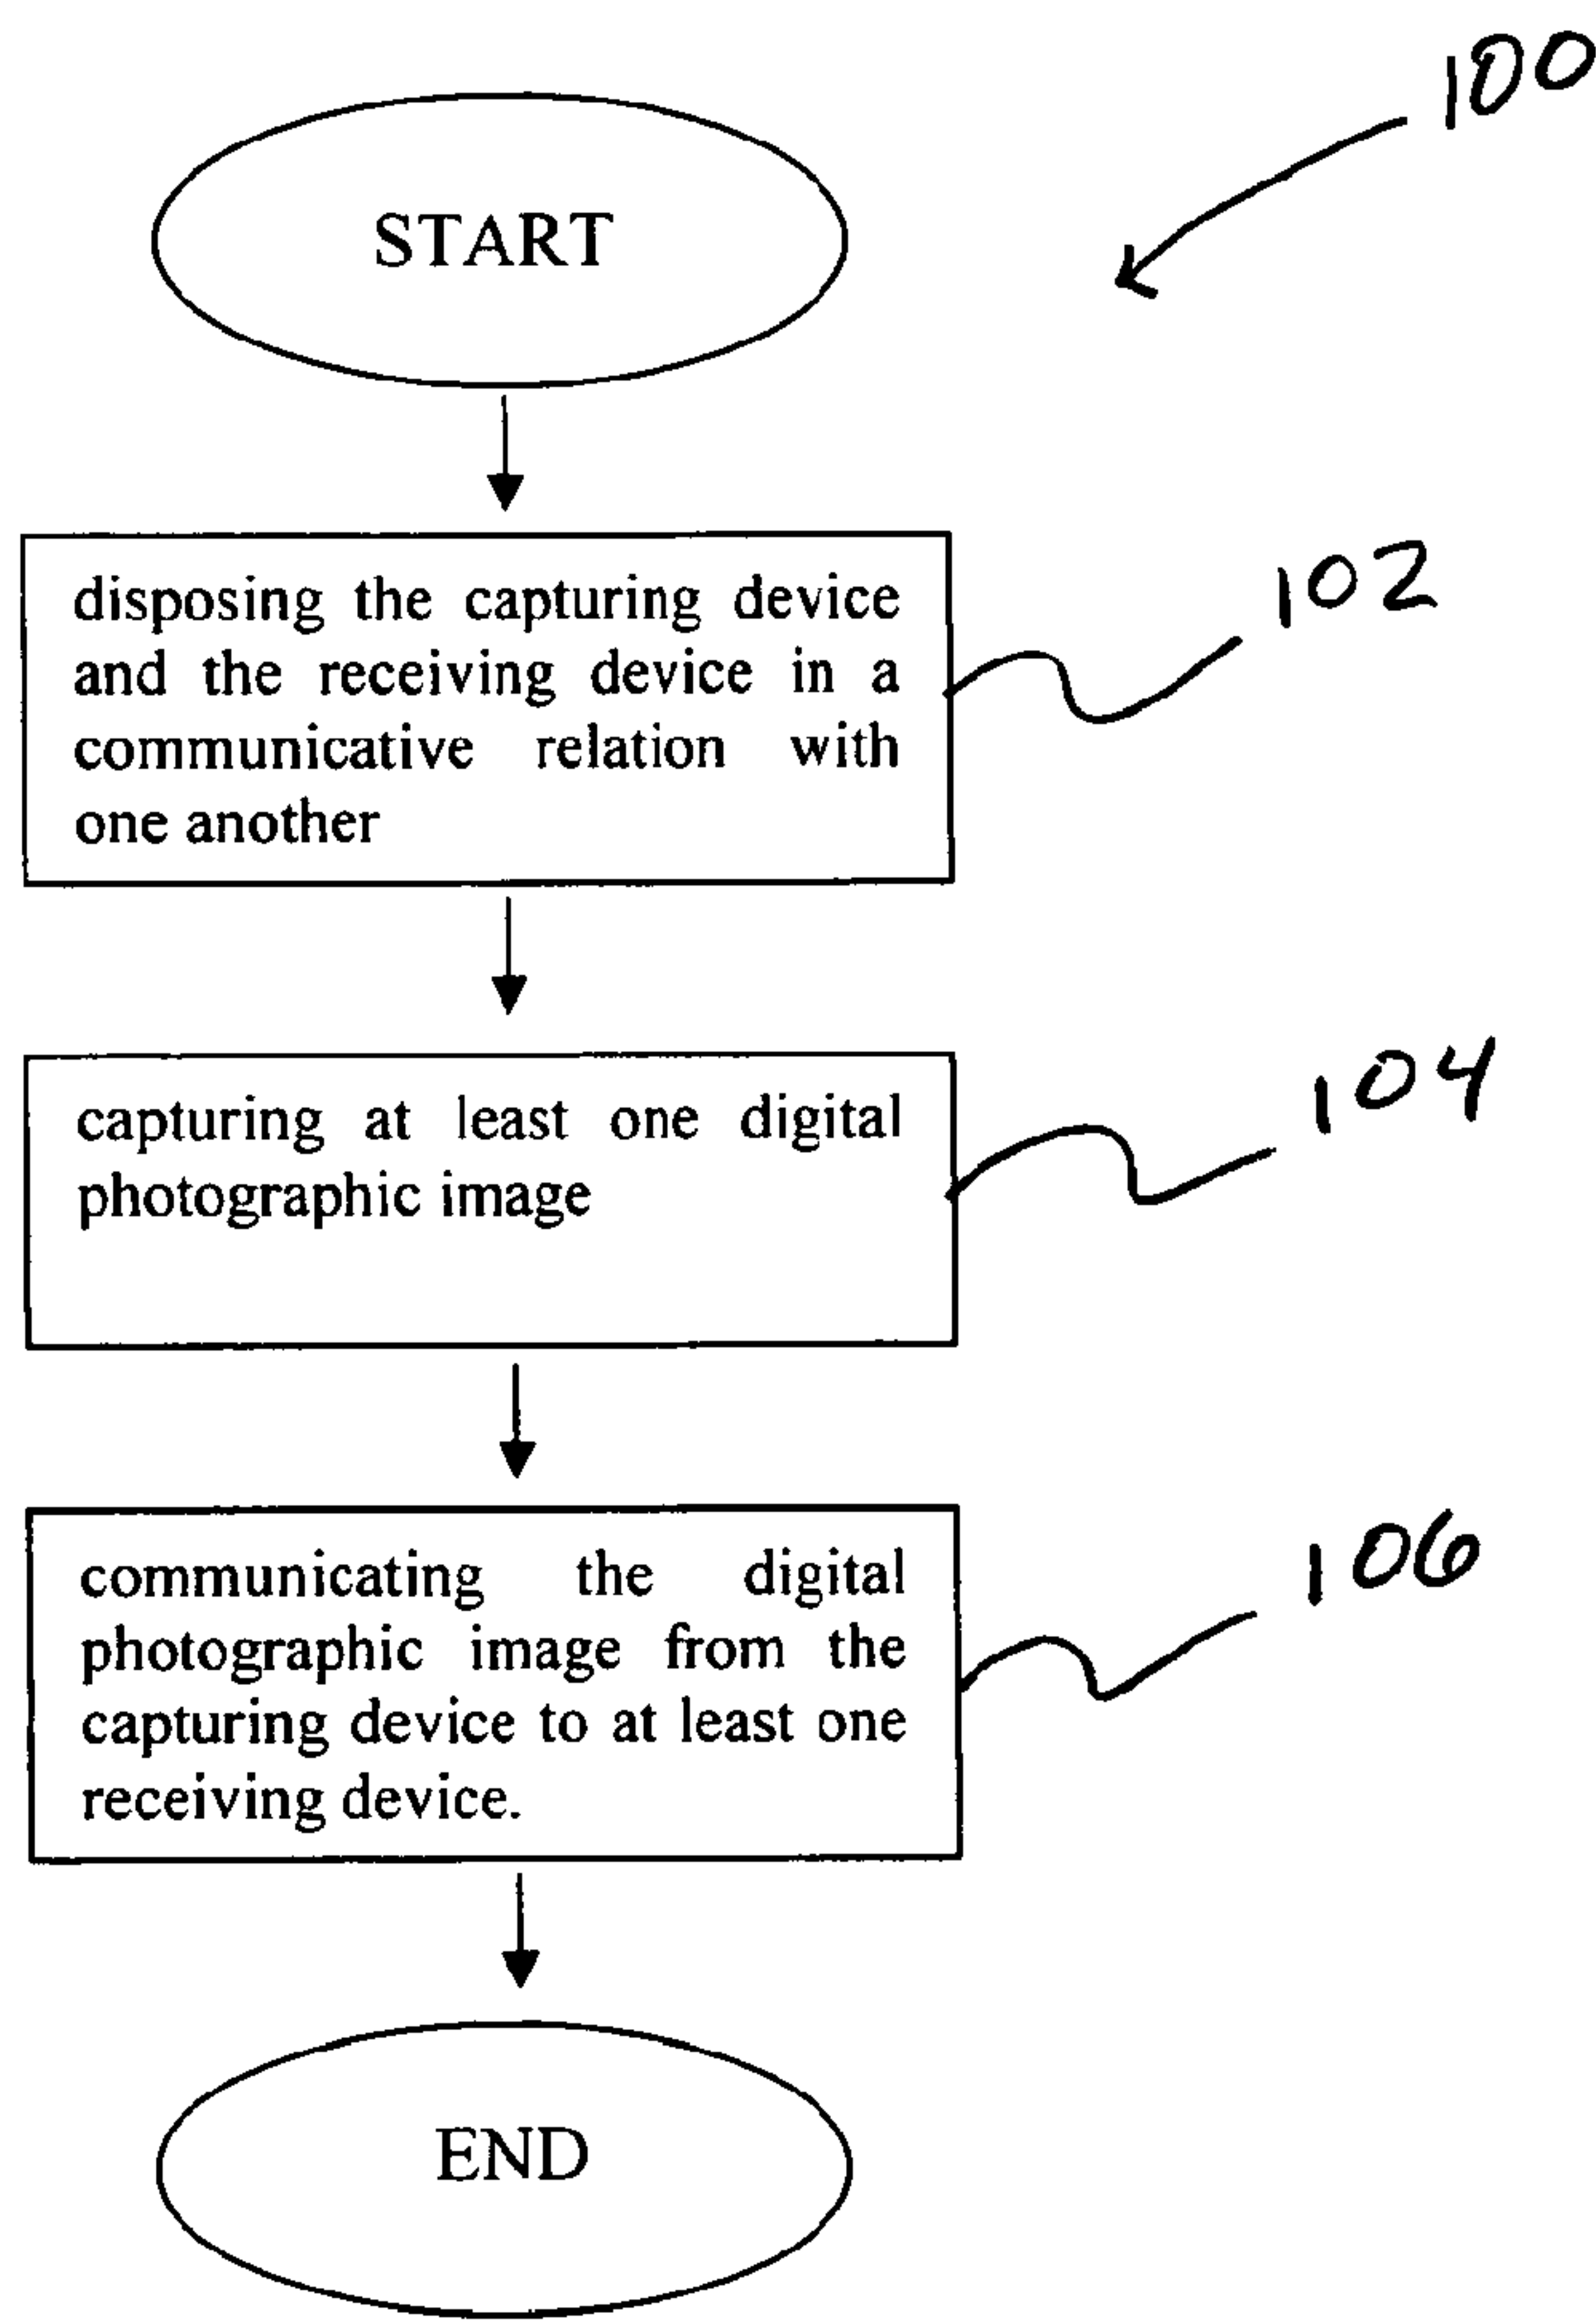 100
START
disposing the capturing device
and the receiving device in a
communicative relation with
one another
102
capturing at least one digital
photographic image
104
communicating the digital
photographic image from the
capturing device to at least one
receiving device.
106
END